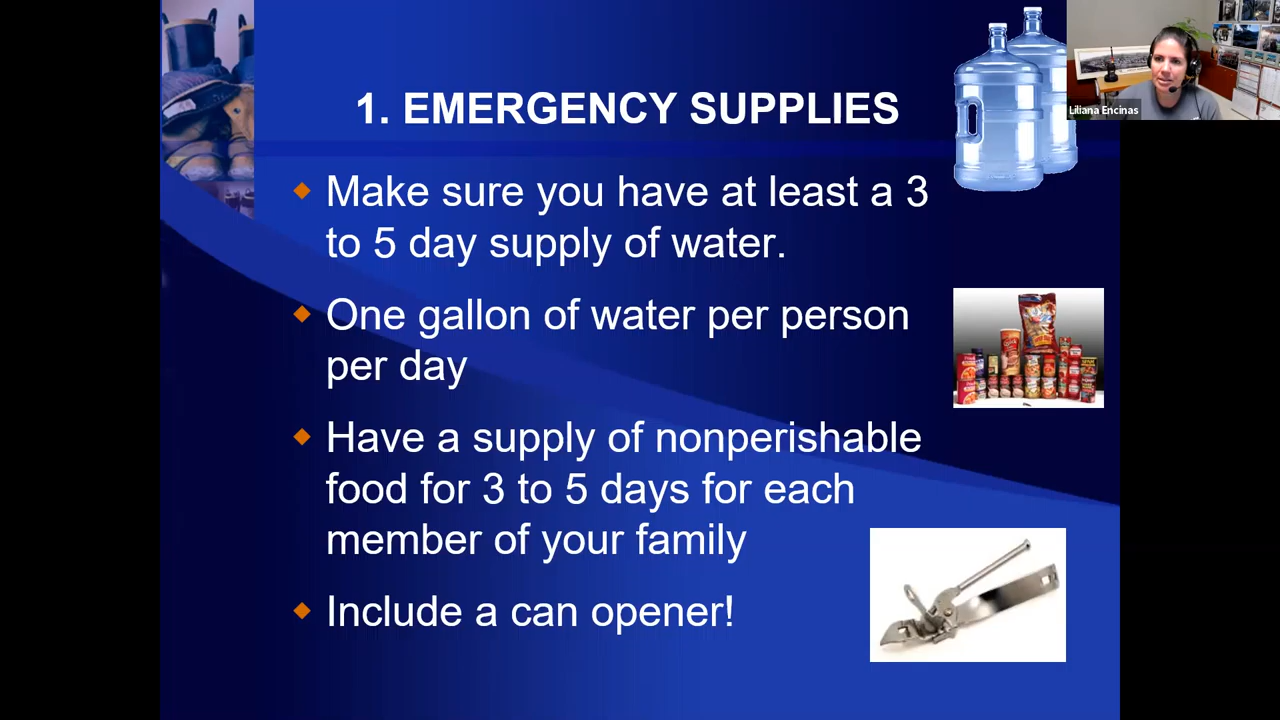 Liliana Encinas
1. EMERGENCY SUPPLIES
Make sure you have at least a 3
to 5 day supply of water.
One gallon of water per person
per day
Have a supply of nonperishable
food for 3 to 5 days for each
member of your family
Include a can opener!